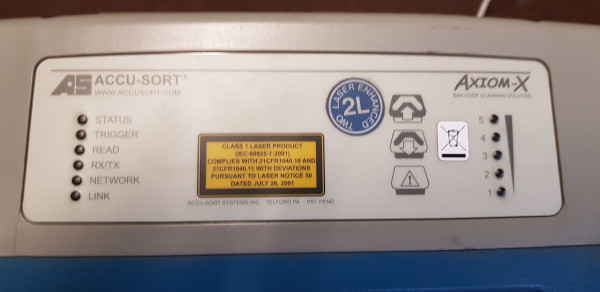 AS ACCU-SORT®
WWW.ACCUSORT.COM
STATUS
TRIGGER
READ
RX/TX
NETWORK
LINK
CLASS 1 LASER PRODUCT
(IEC-60825-1:2001)
COMPLIES WITH 21CFR1040.10 AND
21CFR1040.11 WITH DEVIATIONS
PURSUANT TO LASER NOTICE 50
DATED JULY 26, 2001
ACCU-SORT SYSTEMS INC. TELFORD PA PAT. PEND.
LASER ENHANCED
2L
TWO
AXIOM-X
BAR CODE SCANNING SOLUTION
5
4
3
2
1